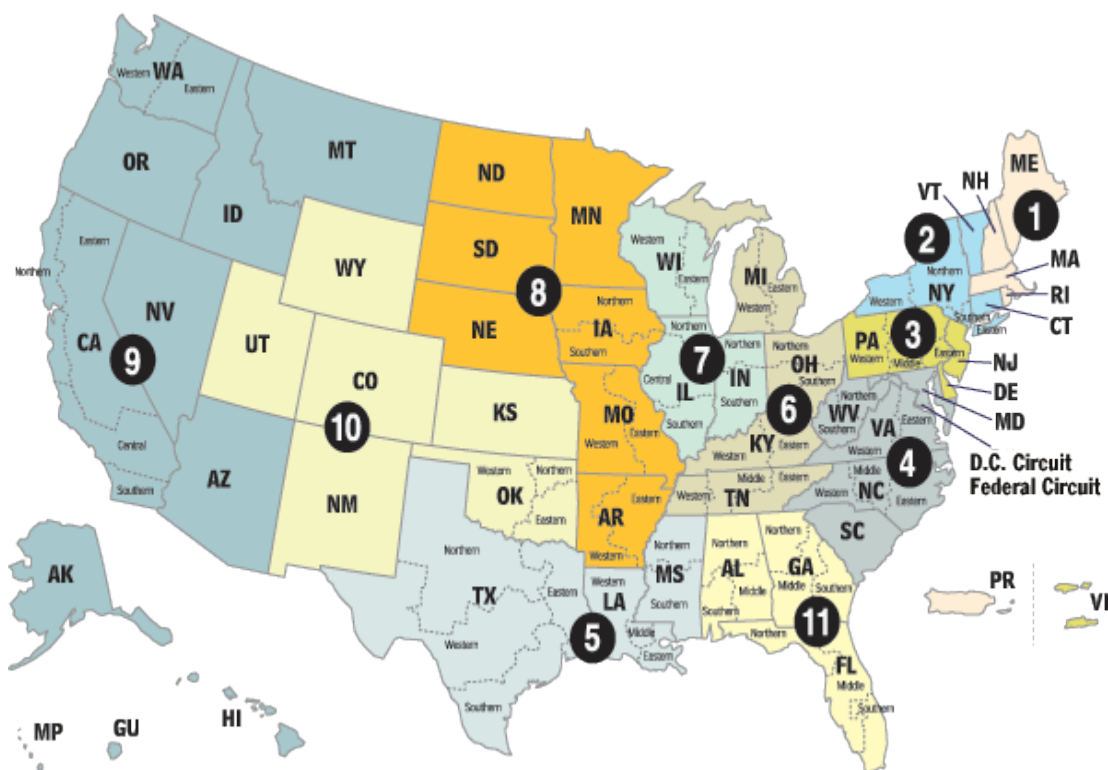 WA
Western
Eastern
OR
MT
ID
ND
MN
SD
WY
NE
8
Northern
IA
Southern
Western
WI
Eastern
MI
Eastern
Western
ME
NH
VT
1
2
Northern
NY
Western
Southern
Eastern
MA
RI
CT
3
PA
Western
Middle
Eastern
NJ
DE
MD
D.C. Circuit
Federal Circuit
Eastern
Northern
NV
CA
9
Central
Southern
UT
CO
10
KS
AZ
NM
Western
Northern
OK
Eastern
MO
Western
Eastern
7
Northern
Central
IL
Southern
Northern
IN
Southern
Northern
OH
Southern
6
KY
Western
Eastern
Northern
WV
Southern
VA
Eastern
Western
4
Middle
Western
NC
Eastern
SC
Western
Middle
TN
Eastern
AR
Western
Northern
TX
Eastern
Western
Southern
Western
LA
Middle
Eastern
5
Northern
MS
Southern
Northern
AL
Middle
Southern
Northern
GA
Middle
Southern
11
Northern
FL
Middle
Southern
PR
VI
AK
HI
GU
MP